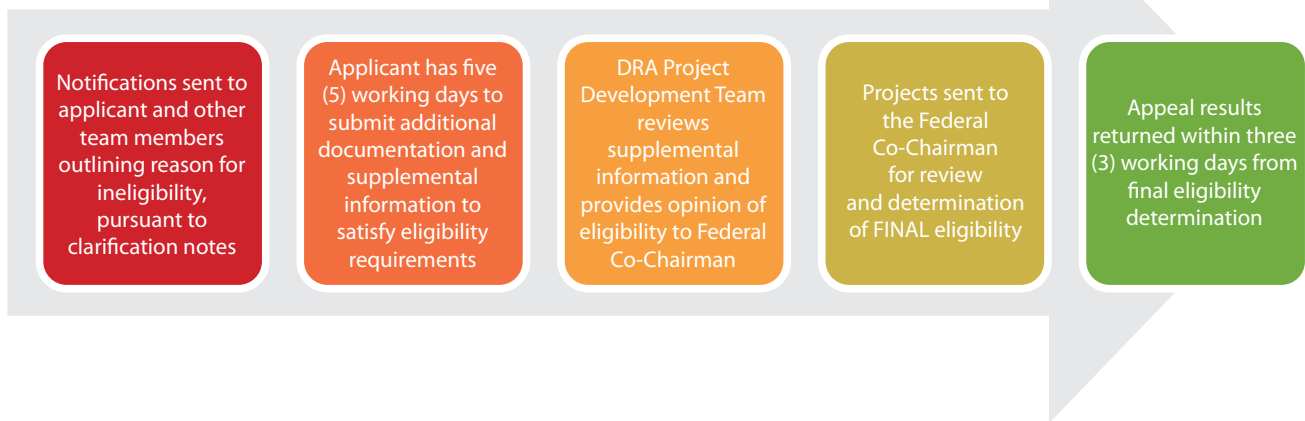 Notifications sent to
applicant and other
team members
outlining reason for
ineligibility,
pursuant to
clarification notes
Applicant has five
(5) working days to
submit additional
documentation and
supplemental
information to
satisfy eligibility
requirements
DRA Project
Development Team
reviews
supplemental
information and
provides opinion of
eligibility to Federal
Co-Chairman
Projects sent to
the Federal
Co-Chairman
for review
and determination
of FINAL eligibility
Appeal results
returned within three
(3) working days from
final eligibility
determination